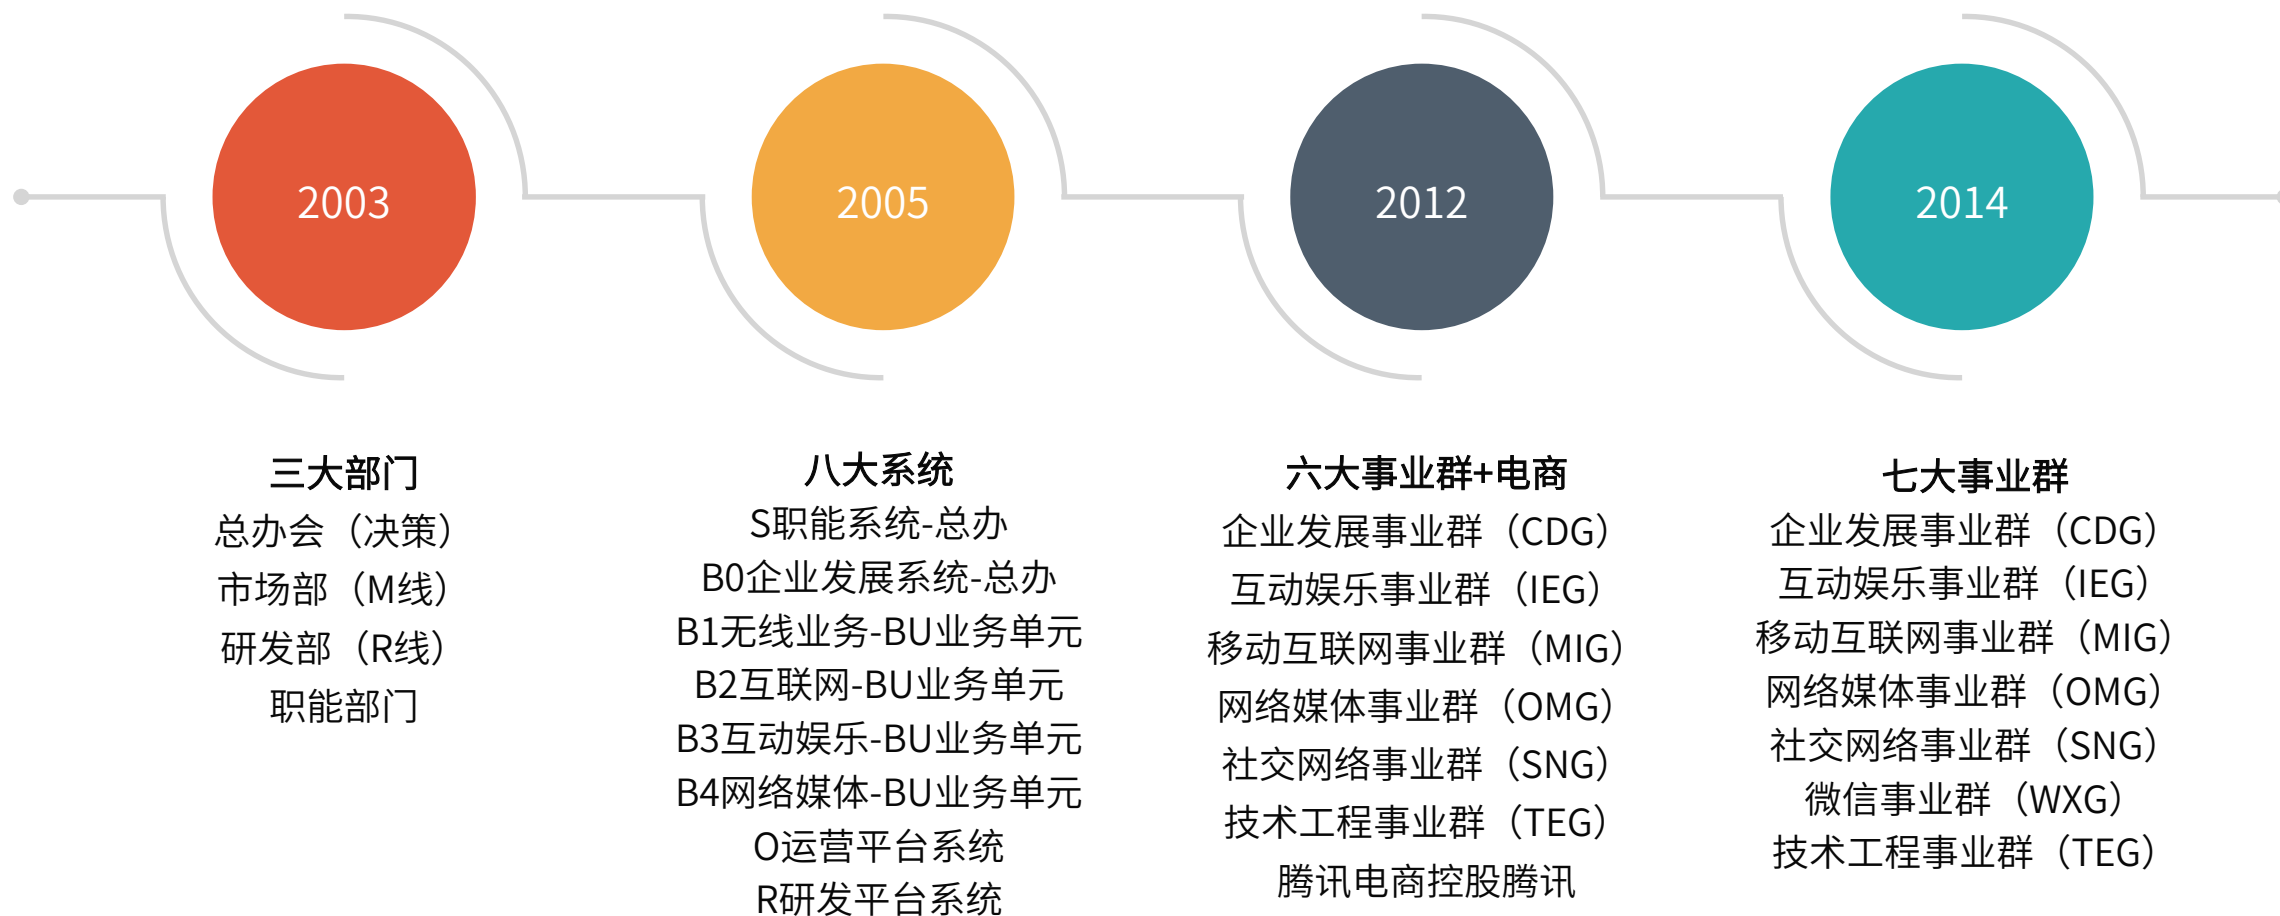 2003
2005
2012
2014
三大部门
总办会（决策）
市场部（M线）
研发部（R线）
职能部门
八大系统
S职能系统-总办
B0企业发展系统-总办
B1无线业务-BU业务单元
B2互联网-BU业务单元
B3互动娱乐-BU业务单元
B4网络媒体-BU业务单元
O运营平台系统
R研发平台系统
六大事业群+电商
企业发展事业群（CDG）
互动娱乐事业群（IEG）
移动互联网事业群（MIG）
网络媒体事业群（OMG）
社交网络事业群（SNG）
技术工程事业群（TEG）
腾讯电商控股腾讯
七大事业群
企业发展事业群（CDG）
互动娱乐事业群（IEG）
移动互联网事业群（MIG）
网络媒体事业群（OMG）
社交网络事业群（SNG）
微信事业群（WXG）
技术工程事业群（TEG）